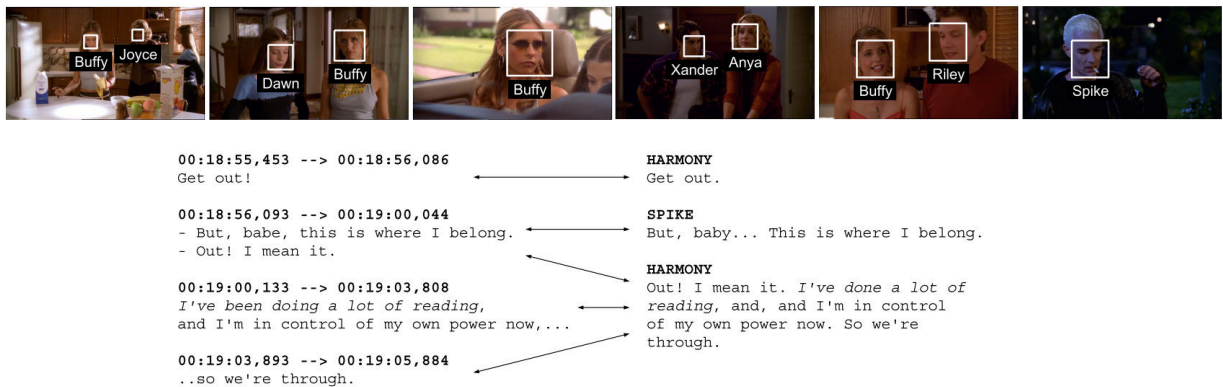 Buffy
Joyce
Dawn
Buffy
Buffy
Xander
Anya
Buffy
Riley
Spike
00:18:55,453 --> 00:18:56,086
Get out!
00:18:56,093 --> 00:19:00,044
- But, babe, this is where I belong.
- Out! I mean it.
00:19:00,133 --> 00:19:03,808
I've been doing a lot of reading,
and I'm in control of my own power now,...
00:19:03,893 --> 00:19:05,884
..so we're through.
HARMONY
Get out.
SPIKE
But, baby... This is where I belong.
HARMONY
Out! I mean it. I've done a lot of
reading, and, and I'm in control
of my own power now. So we're
through.